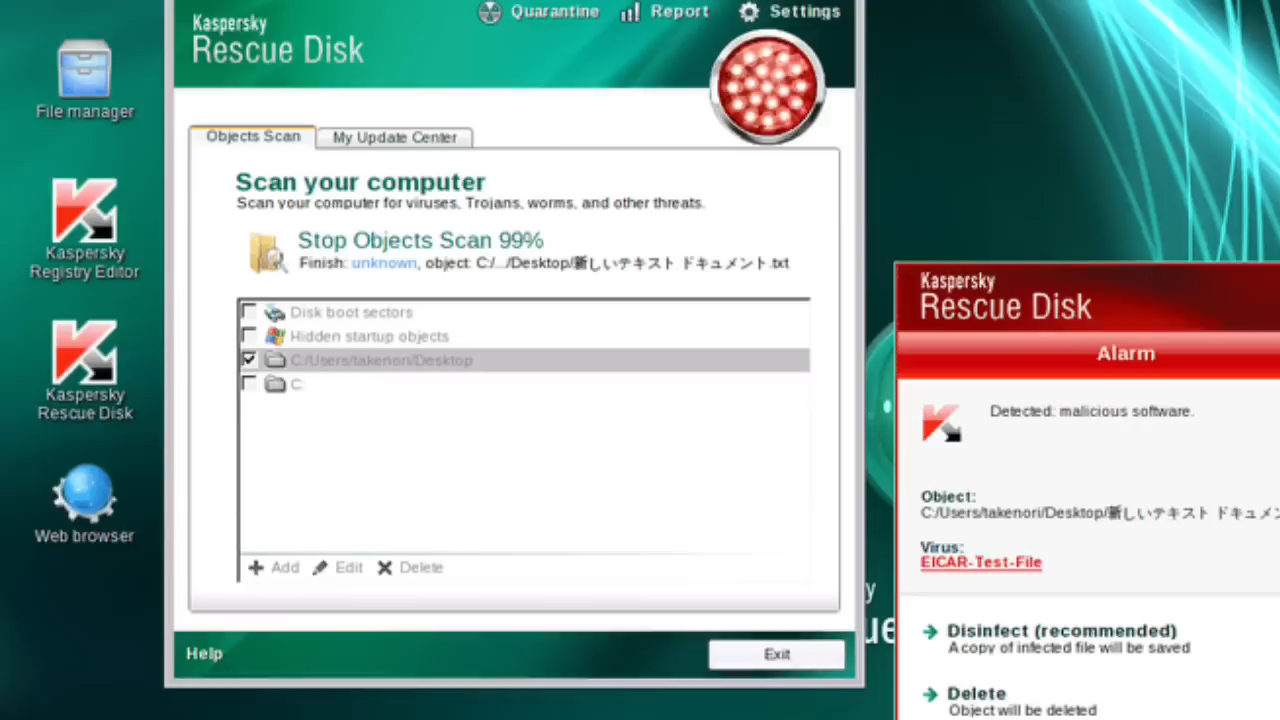 Quarantine
Report
Settings
Kaspersky
Rescue Disk
File manager
Objects Scan
My Update Center
Scan your computer
Scan your computer for viruses, Trojans, worms, and other threats.
Stop Objects Scan 99%
Finish: unknown, object: C:/.../Desktop/新しいテキスト ドキュメント.txt
Kaspersky
Registry Editor
Disk boot sectors
Hidden startup objects
C:/Users/takenori/Desktop
C:
Kaspersky
Rescue Disk
Web browser
Add
Edit
Delete
Help
Exit
Kaspersky
Rescue Disk
Alarm
Detected: malicious software.
Object:
C:/Users/takenori/Desktop/新しいテキスト ドキュメン
Virus:
EICAR-Test-File
Disinfect (recommended)
A copy of infected file will be saved
Delete
Object will be deleted